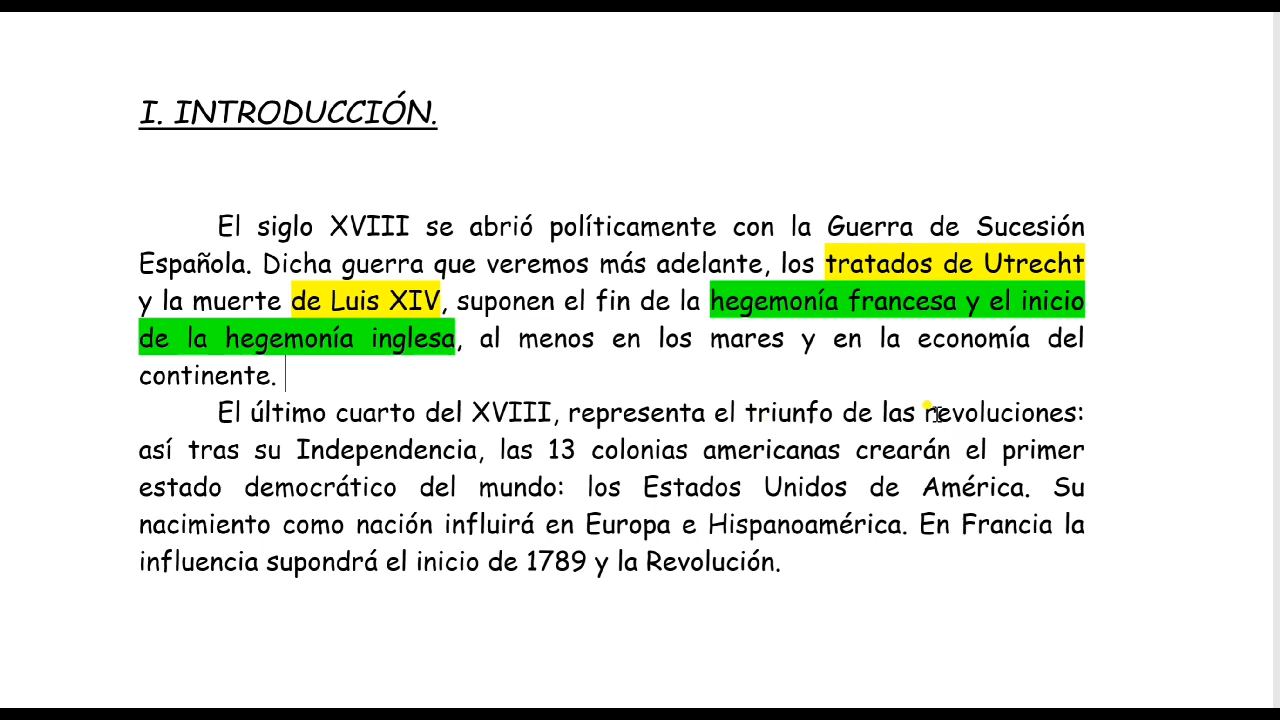 I. INTRODUCCIÓN.
El siglo XVIII se abrió políticamente con la Guerra de Sucesión
Española. Dicha guerra que veremos más adelante, los tratados de Utrecht
y la muerte de Luis XIV, suponen el fin de la hegemonía francesa y el inicio
de la hegemonía inglesa, al menos en los mares y en la economía del
continente.
El último cuarto del XVIII, representa el triunfo de las revoluciones:
así tras su Independencia, las 13 colonias americanas crearán el primer
estado democrático del mundo: los Estados Unidos de América. Su
nacimiento como nación influirá en Europa e Hispanoamérica. En Francia la
influencia supondrá el inicio de 1789 y la Revolución.